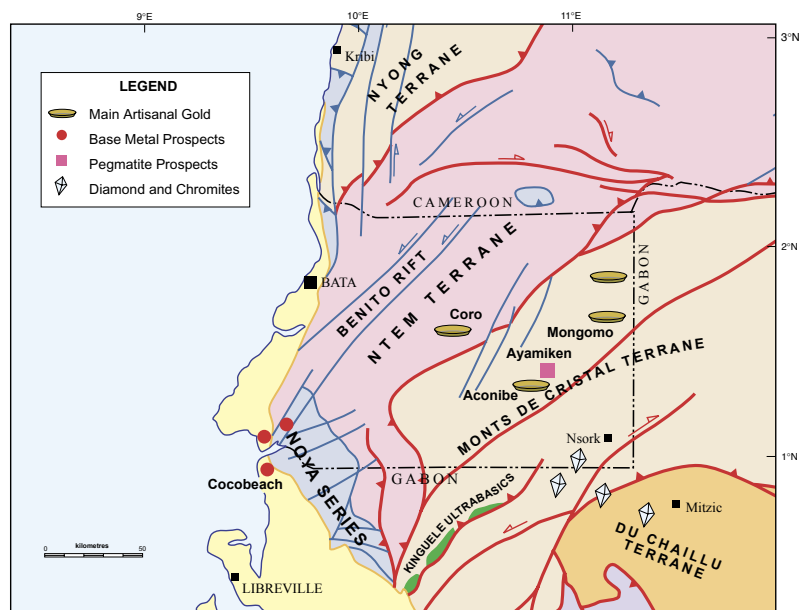 9°E
10°E
11°E
3°N
2°N
1°N
LEGEND
Main Artisanal Gold
Base Metal Prospects
Pegmatite Prospects
Diamond and Chromites
Kribi
NYONG
TERRANE
CAMEROON
GABON
BATA
BENITO RIFT
NTEM TERRANE
Coro
Mongomo
Ayamiken
Aconibe
MONTS DE CRISTAL TERRANE
Nsork
NOYA SERIES
Cocobeach
GABON
KINGUELE ULTRABASICS
Mitzic
DU CHAILLU
TERRANE
kilometres
0
50
LIBREVILLE